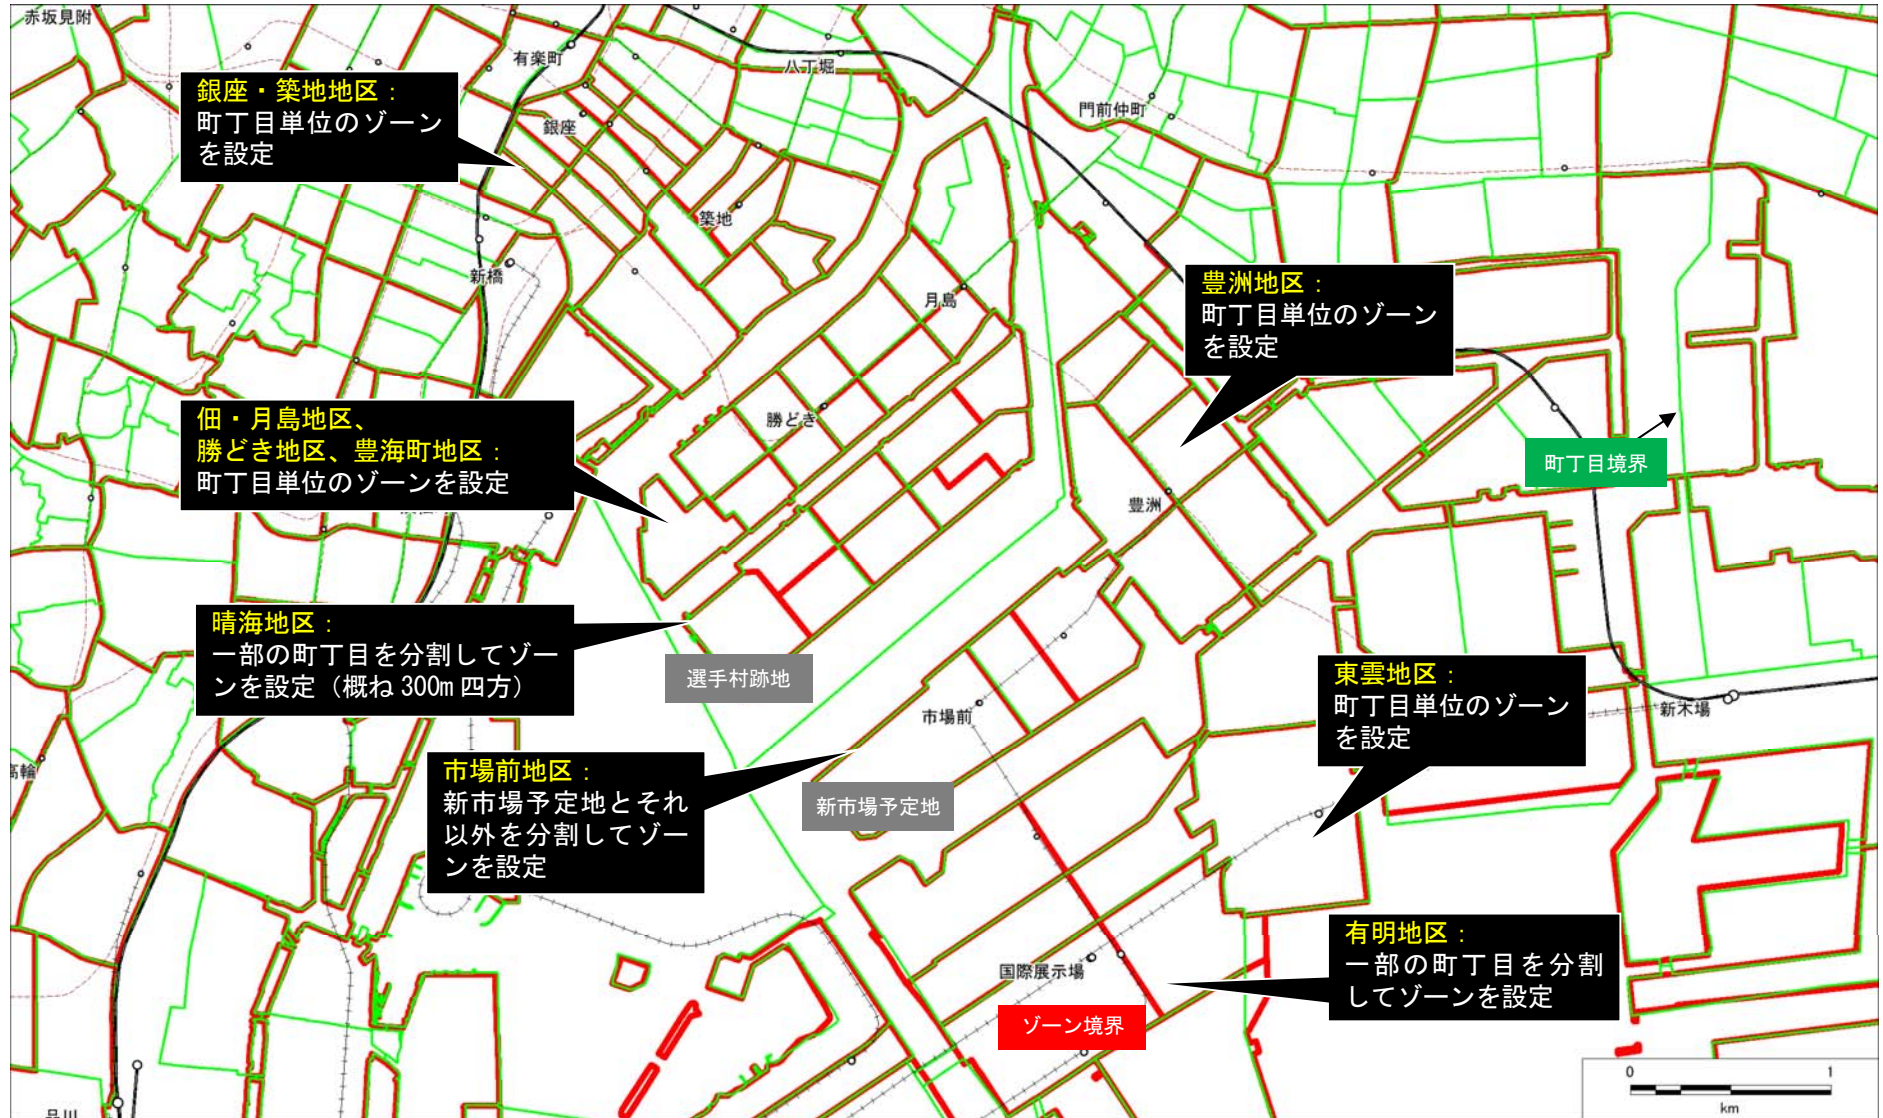 赤坂見附
有楽町
八丁堀
銀座・築地地区：
町丁目単位のゾーン
を設定
銀座
門前仲町
築地
新橋
月島
豊洲地区：
町丁目単位のゾーン
を設定
佃・月島地区、
勝どき地区、豊海町地区：
町丁目単位のゾーンを設定
勝どき
町丁目境界
豊洲
晴海地区：
一部の町丁目を分割してゾー
ンを設定（概ね 300m 四方）
選手村跡地
東雲地区：
町丁目単位のゾーン
を設定
新木場
市場前
高輪
市場前地区：
新市場予定地とそれ
以外を分割してゾー
ンを設定
新市場予定地
有明地区：
一部の町丁目を分割
してゾーンを設定
国際展示場
ゾーン境界
0 1
km
品川